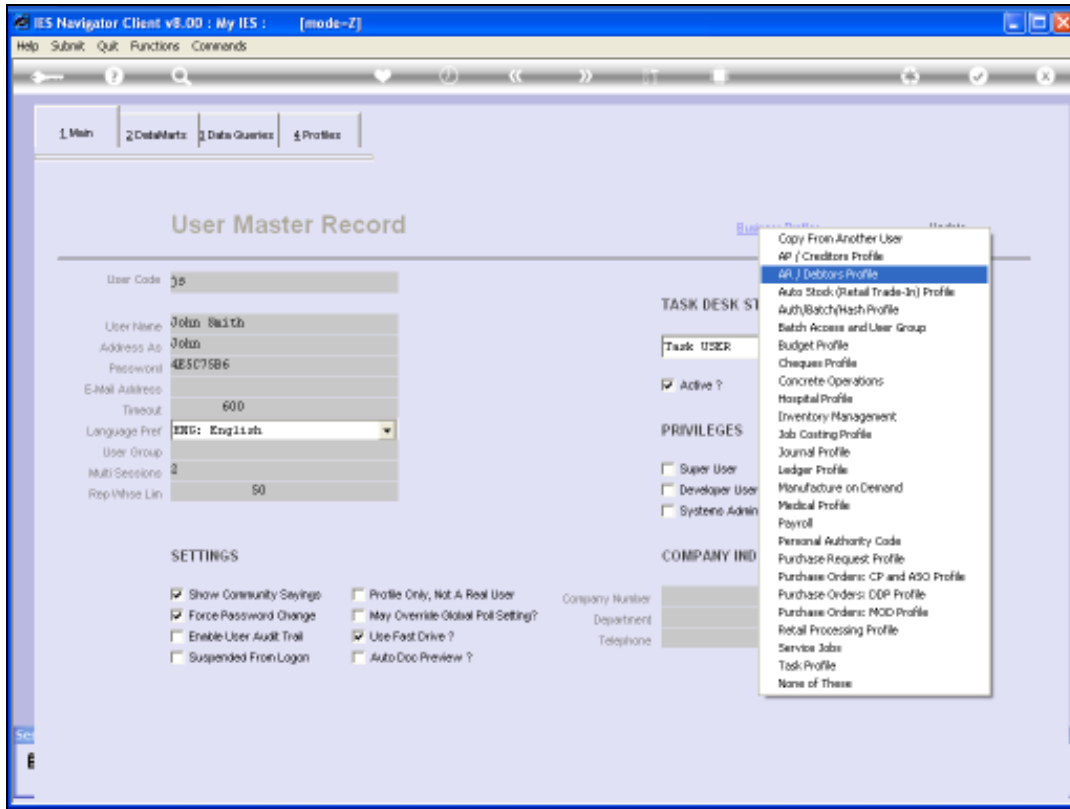 IES Navigator Client v8.00 : My IES : [mode=Z]
Help Submit Quit Functions Commands
1 Main 2 DataMarts 3 Data Queries 4 Profiles
User Master Record
Copy From Another User
AP / Creditors Profile
AR / Debtors Profile
Auto Stock (Retail Trade-In) Profile
Auth/Batch/Hash Profile
Batch Access and User Group
Budget Profile
Cheques Profile
Concrete Operations
Hospital Profile
Inventory Management
Job Costing Profile
Journal Profile
Ledger Profile
Manufacture on Demand
Medical Profile
Payroll
Personal Authority Code
Purchase Request Profile
Purchase Orders: CP and ASO Profile
Purchase Orders: DDP Profile
Purchase Orders: MOD Profile
Retail Processing Profile
Service Jobs
Task Profile
None of These
User Code js
User Name John Smith
Address As John
Password 4E5C75B6
E-Mail Address
Timeout 600
Language Pref ENG: English
User Group
Multi Sessions 2
Rep Whse Lim 50
TASK DESK
Task USER
Active ?
PRIVILEGES
Super User
Developer User
Systems Admin
SETTINGS
Show Community Sayings
Force Password Change
Enable User Audit Trail
Suspended From Logon
Profile Only, Not A Real User
May Override Global Poll Setting?
Use Fast Drive ?
Auto Doc Preview ?
COMPANY
Company Number
Department
Telephone